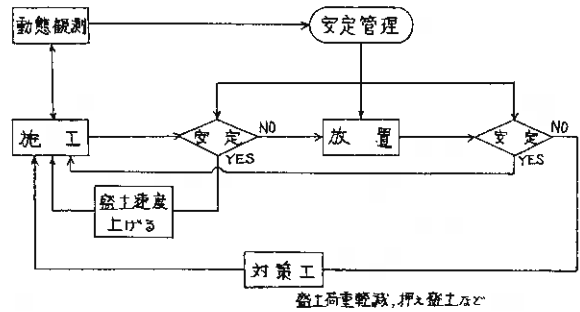 動態観測
安定管理
施工
安定
NO
放置
安定
NO
YES
YES
盛土速度
上げる
対策工
盛土荷重軽減,押え盛土など